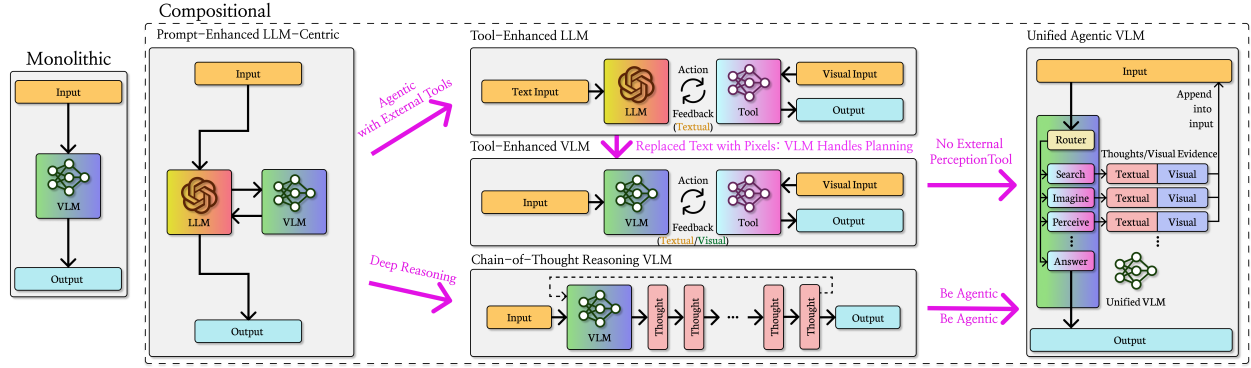 Compositional
Monolithic
Input
VLM
Output
Prompt-Enhanced LLM-Centric
Input
LLM
VLM
Output
Agentic
with External Tools
Deep Reasoning
Tool-Enhanced LLM
Text Input
LLM
Action
Feedback
(Textual)
Tool
Visual Input
Output
Replaced Text with Pixels: VLM Handles Planning
Tool-Enhanced VLM
Input
VLM
Action
Feedback
(Textual/Visual)
Tool
Visual Input
Output
Chain-of-Thought Reasoning VLM
Input
VLM
Thought
Thought
...
Thought
Thought
Output
No External
PerceptionTool
Be Agentic
Be Agentic
Unified Agentic VLM
Input
Append
into
input
Router
Thoughts/Visual Evidence
Search
Textual
Visual
Imagine
Textual
Visual
Perceive
Textual
Visual
Answer
Unified VLM
Output